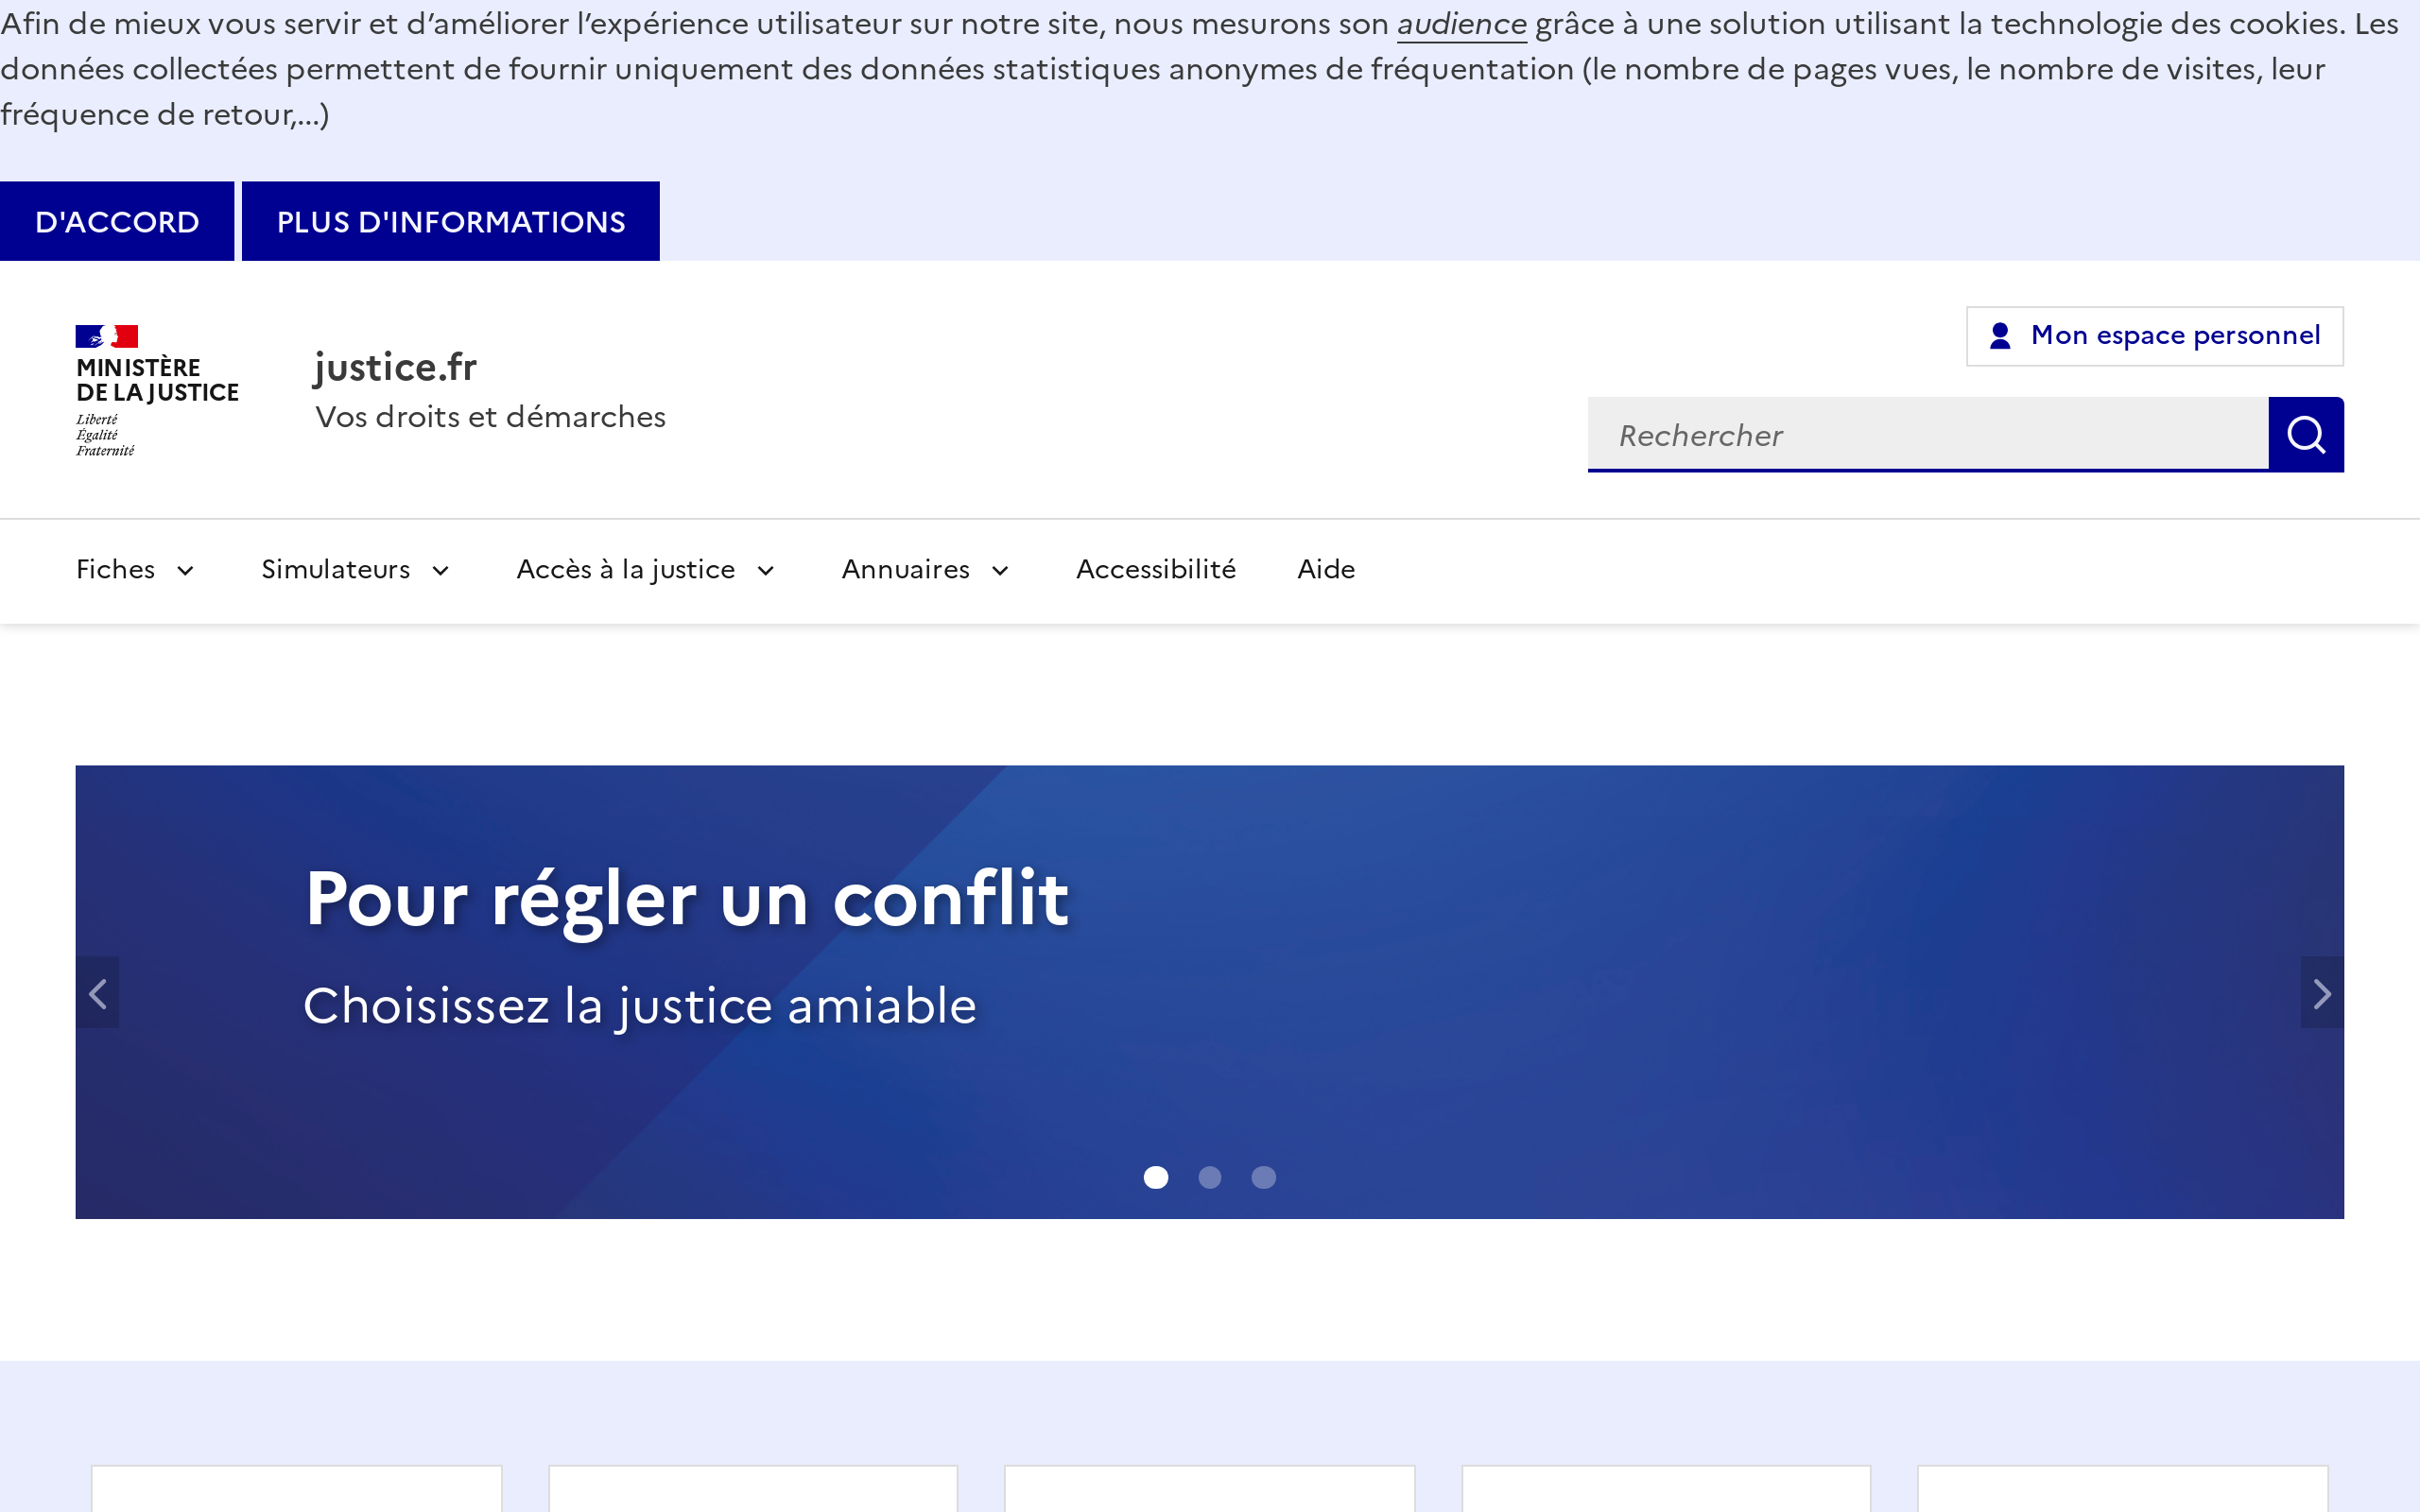 Afin de mieux vous servir et d’améliorer l’expérience utilisateur sur notre site, nous mesurons son audience grâce à une solution utilisant la technologie des cookies. Les
données collectées permettent de fournir uniquement des données statistiques anonymes de fréquentation (le nombre de pages vues, le nombre de visites, leur
fréquence de retour,...)
D'ACCORD
PLUS D'INFORMATIONS
MINISTÈRE
DE LA JUSTICE
Liberté
Égalité
Fraternité
justice.fr
Vos droits et démarches
Mon espace personnel
Rechercher
Fiches
Simulateurs
Accès à la justice
Annuaires
Accessibilité
Aide
Pour régler un conflit
Choisissez la justice amiable